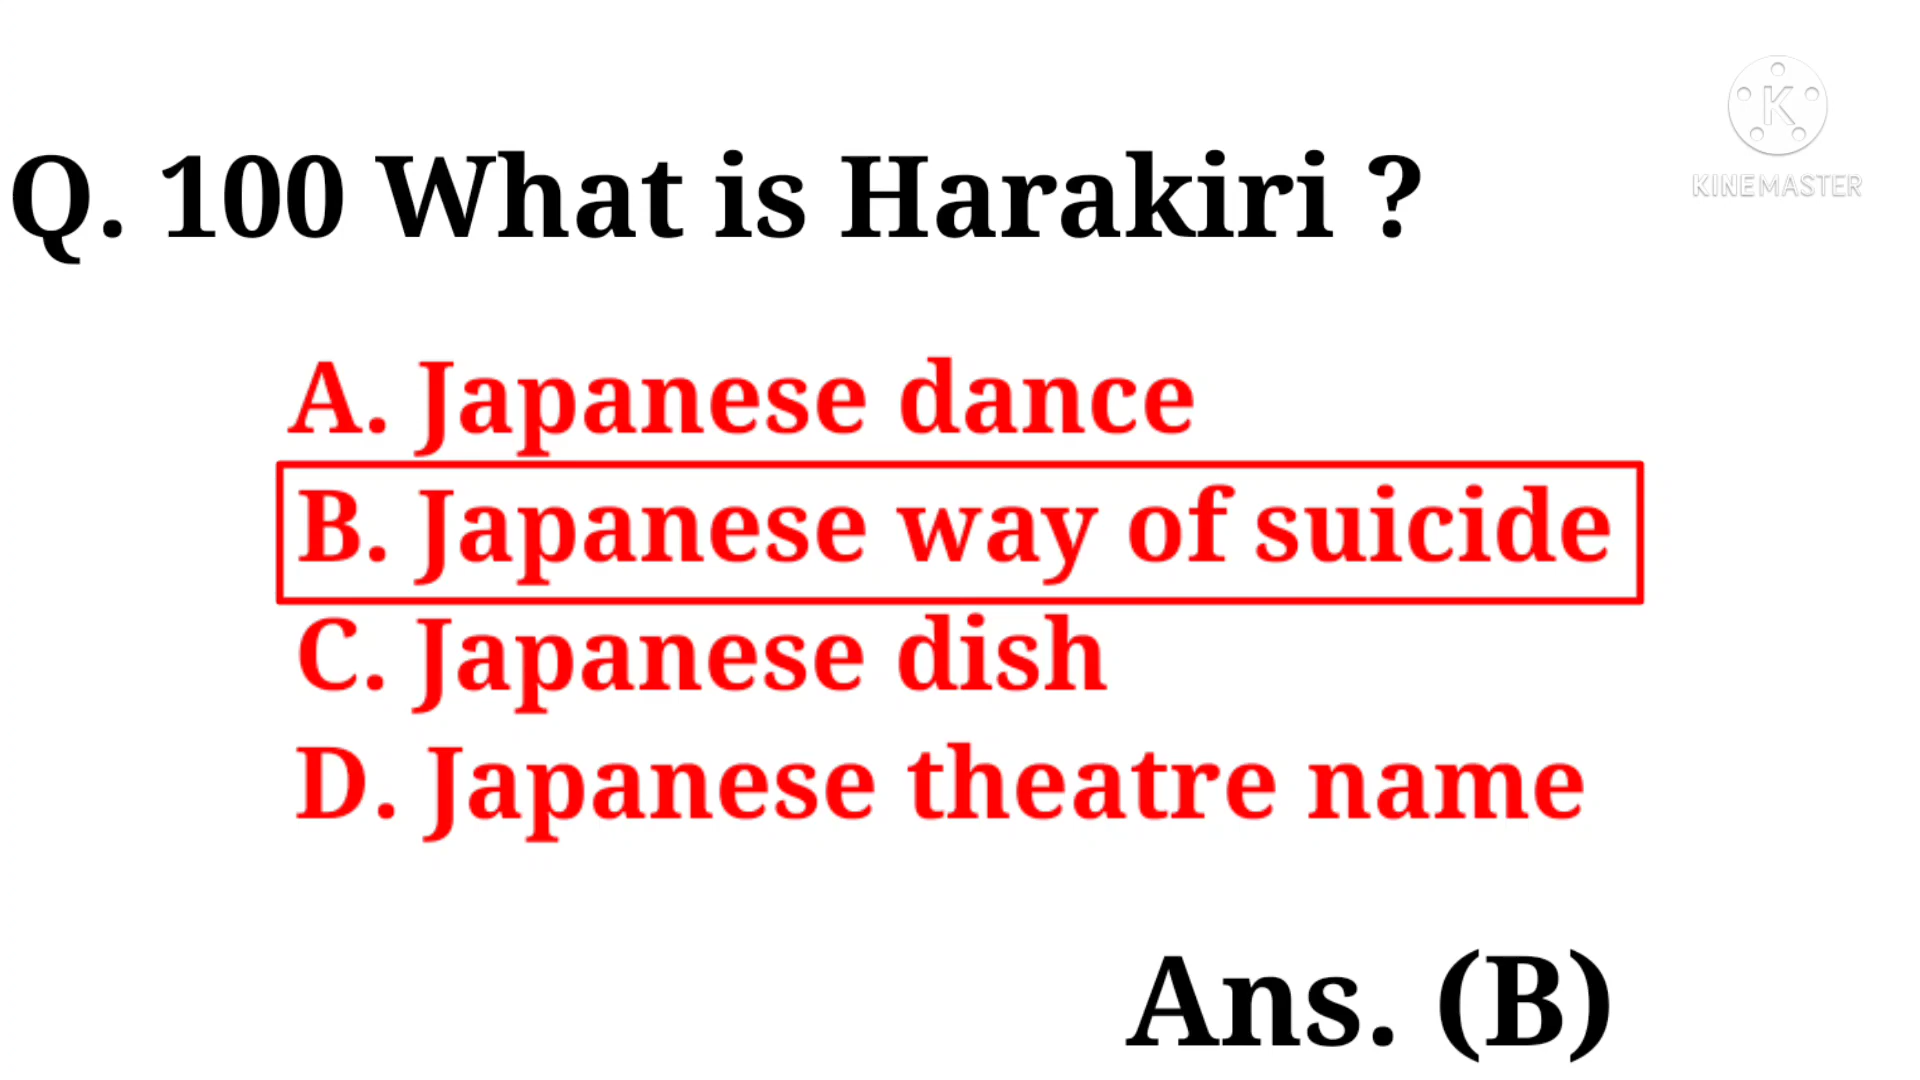 K
KINEMASTER
Q. 100 What is Harakiri ?
A. Japanese dance
B. Japanese way of suicide
C. Japanese dish
D. Japanese theatre name
Ans. (B)